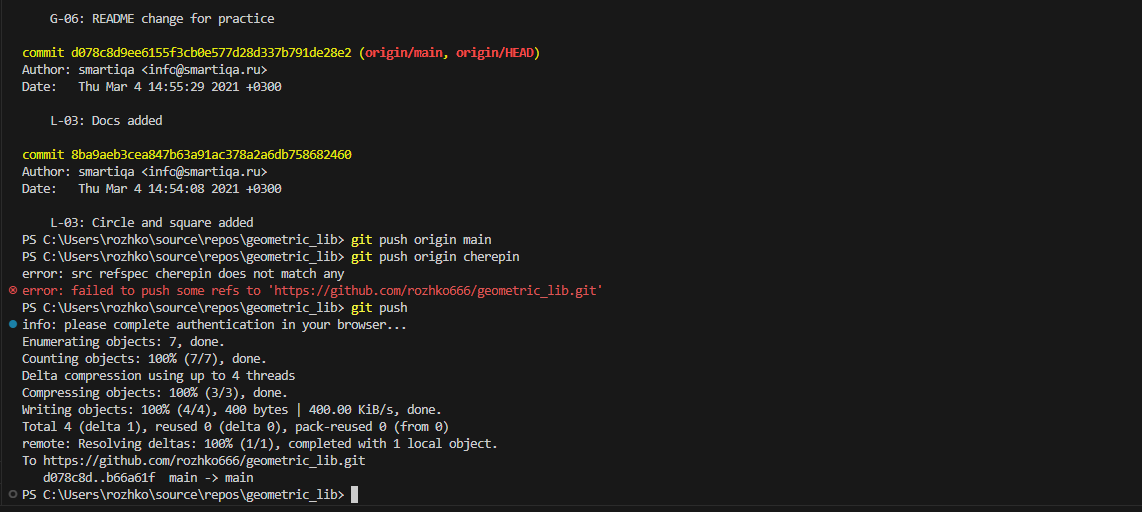 G-06: README change for practice
commit d078c8d9ee6155f3cb0e577d28d337b791de28e2 (origin/main, origin/HEAD)
Author: smartiqa <info@smartiqa.ru>
Date:   Thu Mar 4 14:55:29 2021 +0300
L-03: Docs added
commit 8ba9aeb3cea847b63a91ac378a2a6db758682460
Author: smartiqa <info@smartiqa.ru>
Date:   Thu Mar 4 14:54:08 2021 +0300
L-03: Circle and square added
PS C:\Users\rozhko\source\repos\geometric_lib> git push origin main
PS C:\Users\rozhko\source\repos\geometric_lib> git push origin cherepin
error: src refspec cherepin does not match any
error: failed to push some refs to 'https://github.com/rozhko666/geometric_lib.git'
PS C:\Users\rozhko\source\repos\geometric_lib> git push
info: please complete authentication in your browser...
Enumerating objects: 7, done.
Counting objects: 100% (7/7), done.
Delta compression using up to 4 threads
Compressing objects: 100% (3/3), done.
Writing objects: 100% (4/4), 400 bytes | 400.00 KiB/s, done.
Total 4 (delta 1), reused 0 (delta 0), pack-reused 0 (from 0)
remote: Resolving deltas: 100% (1/1), completed with 1 local object.
To https://github.com/rozhko666/geometric_lib.git
d078c8d..b66a61f  main -> main
PS C:\Users\rozhko\source\repos\geometric_lib>